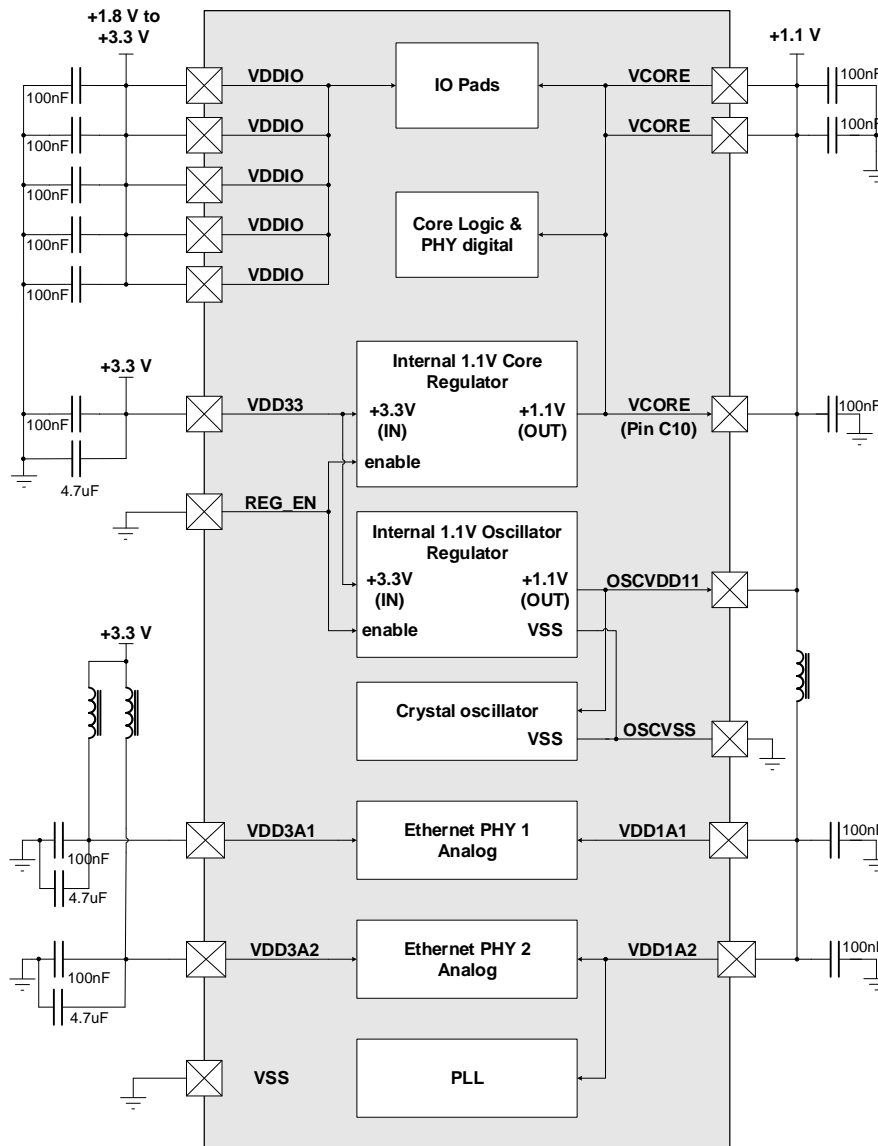 +1.8 V to
+3.3 V
+1.1 V
100nF
VDDIO
IO Pads
VCORE
100nF
100nF
VDDIO
VCORE
100nF
100nF
VDDIO
100nF
VDDIO
Core Logic &
PHY digital
100nF
VDDIO
+3.3 V
Internal 1.1V Core
Regulator
100nF
VDD33
+3.3V
(IN)
+1.1V
(OUT)
VCORE
(Pin C10)
100nF
enable
4.7uF
REG_EN
Internal 1.1V Oscillator
Regulator
+3.3V
(IN)
+1.1V
(OUT)
OSCVDD11
enable
VSS
+3.3 V
Crystal oscillator
VSS
OSCVSS
100nF
4.7uF
VDD3A1
Ethernet PHY 1
Analog
VDD1A1
100nF
100nF
4.7uF
VDD3A2
Ethernet PHY 2
Analog
VDD1A2
100nF
VSS
PLL